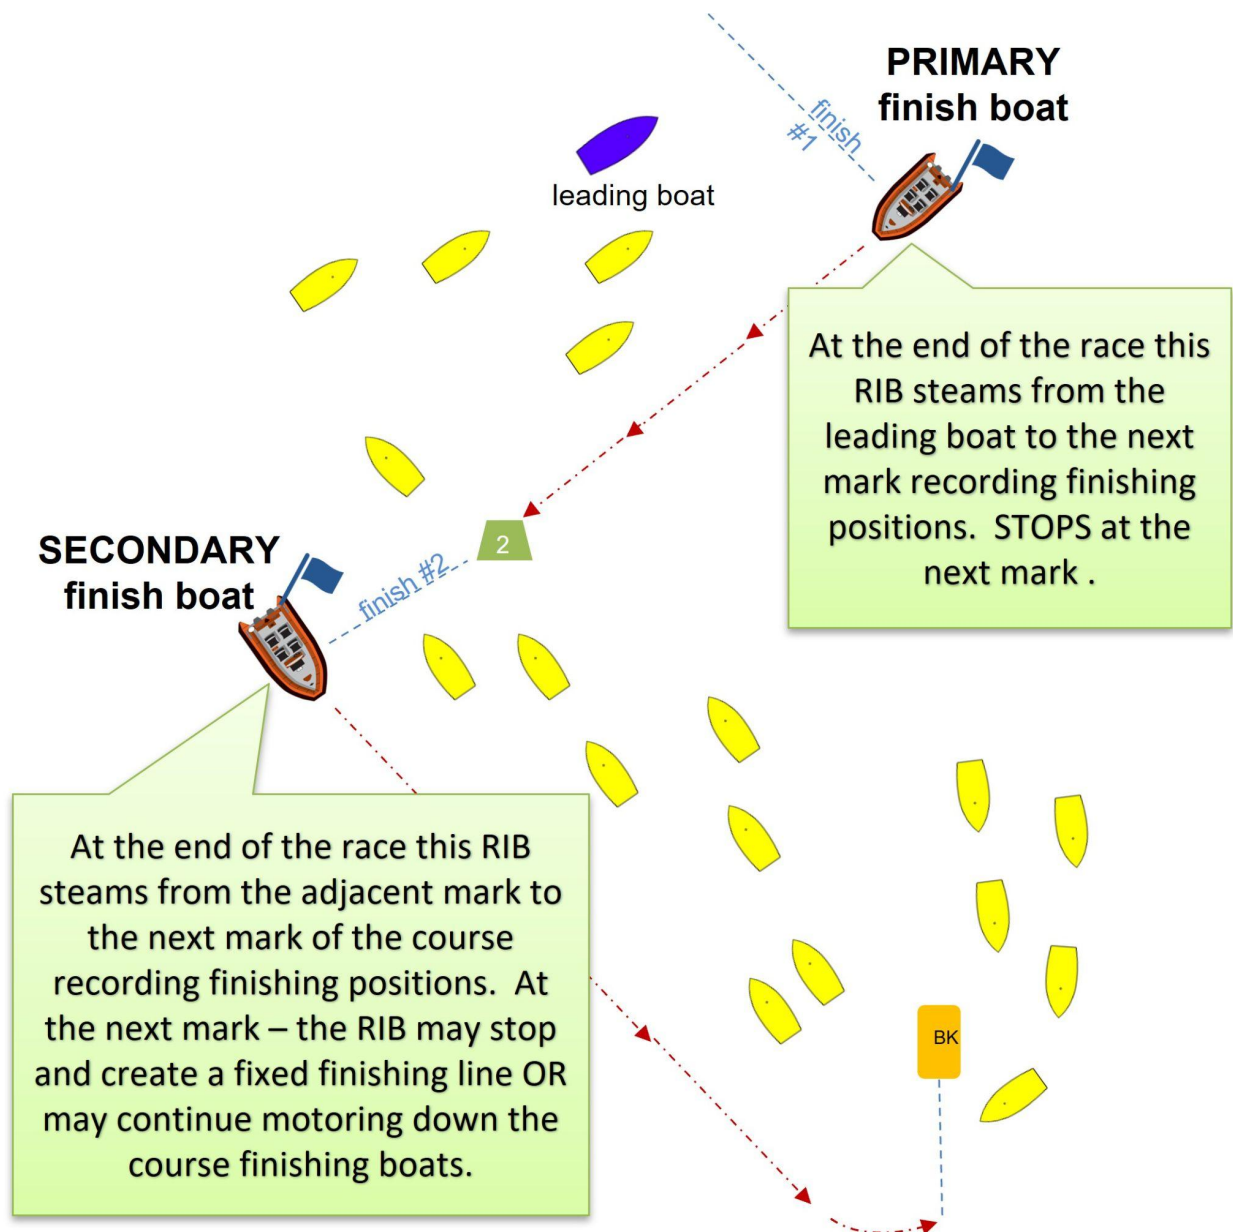 PRIMARY
finish boat
finish
#1
leading boat
At the end of the race this
RIB steams from the
leading boat to the next
mark recording finishing
positions.  STOPS at the
next mark .
SECONDARY
finish boat
finish #2
2
At the end of the race this RIB
steams from the adjacent mark to
the next mark of the course
recording finishing positions.  At
the next mark – the RIB may stop
and create a fixed finishing line OR
may continue motoring down the
course finishing boats.
BK